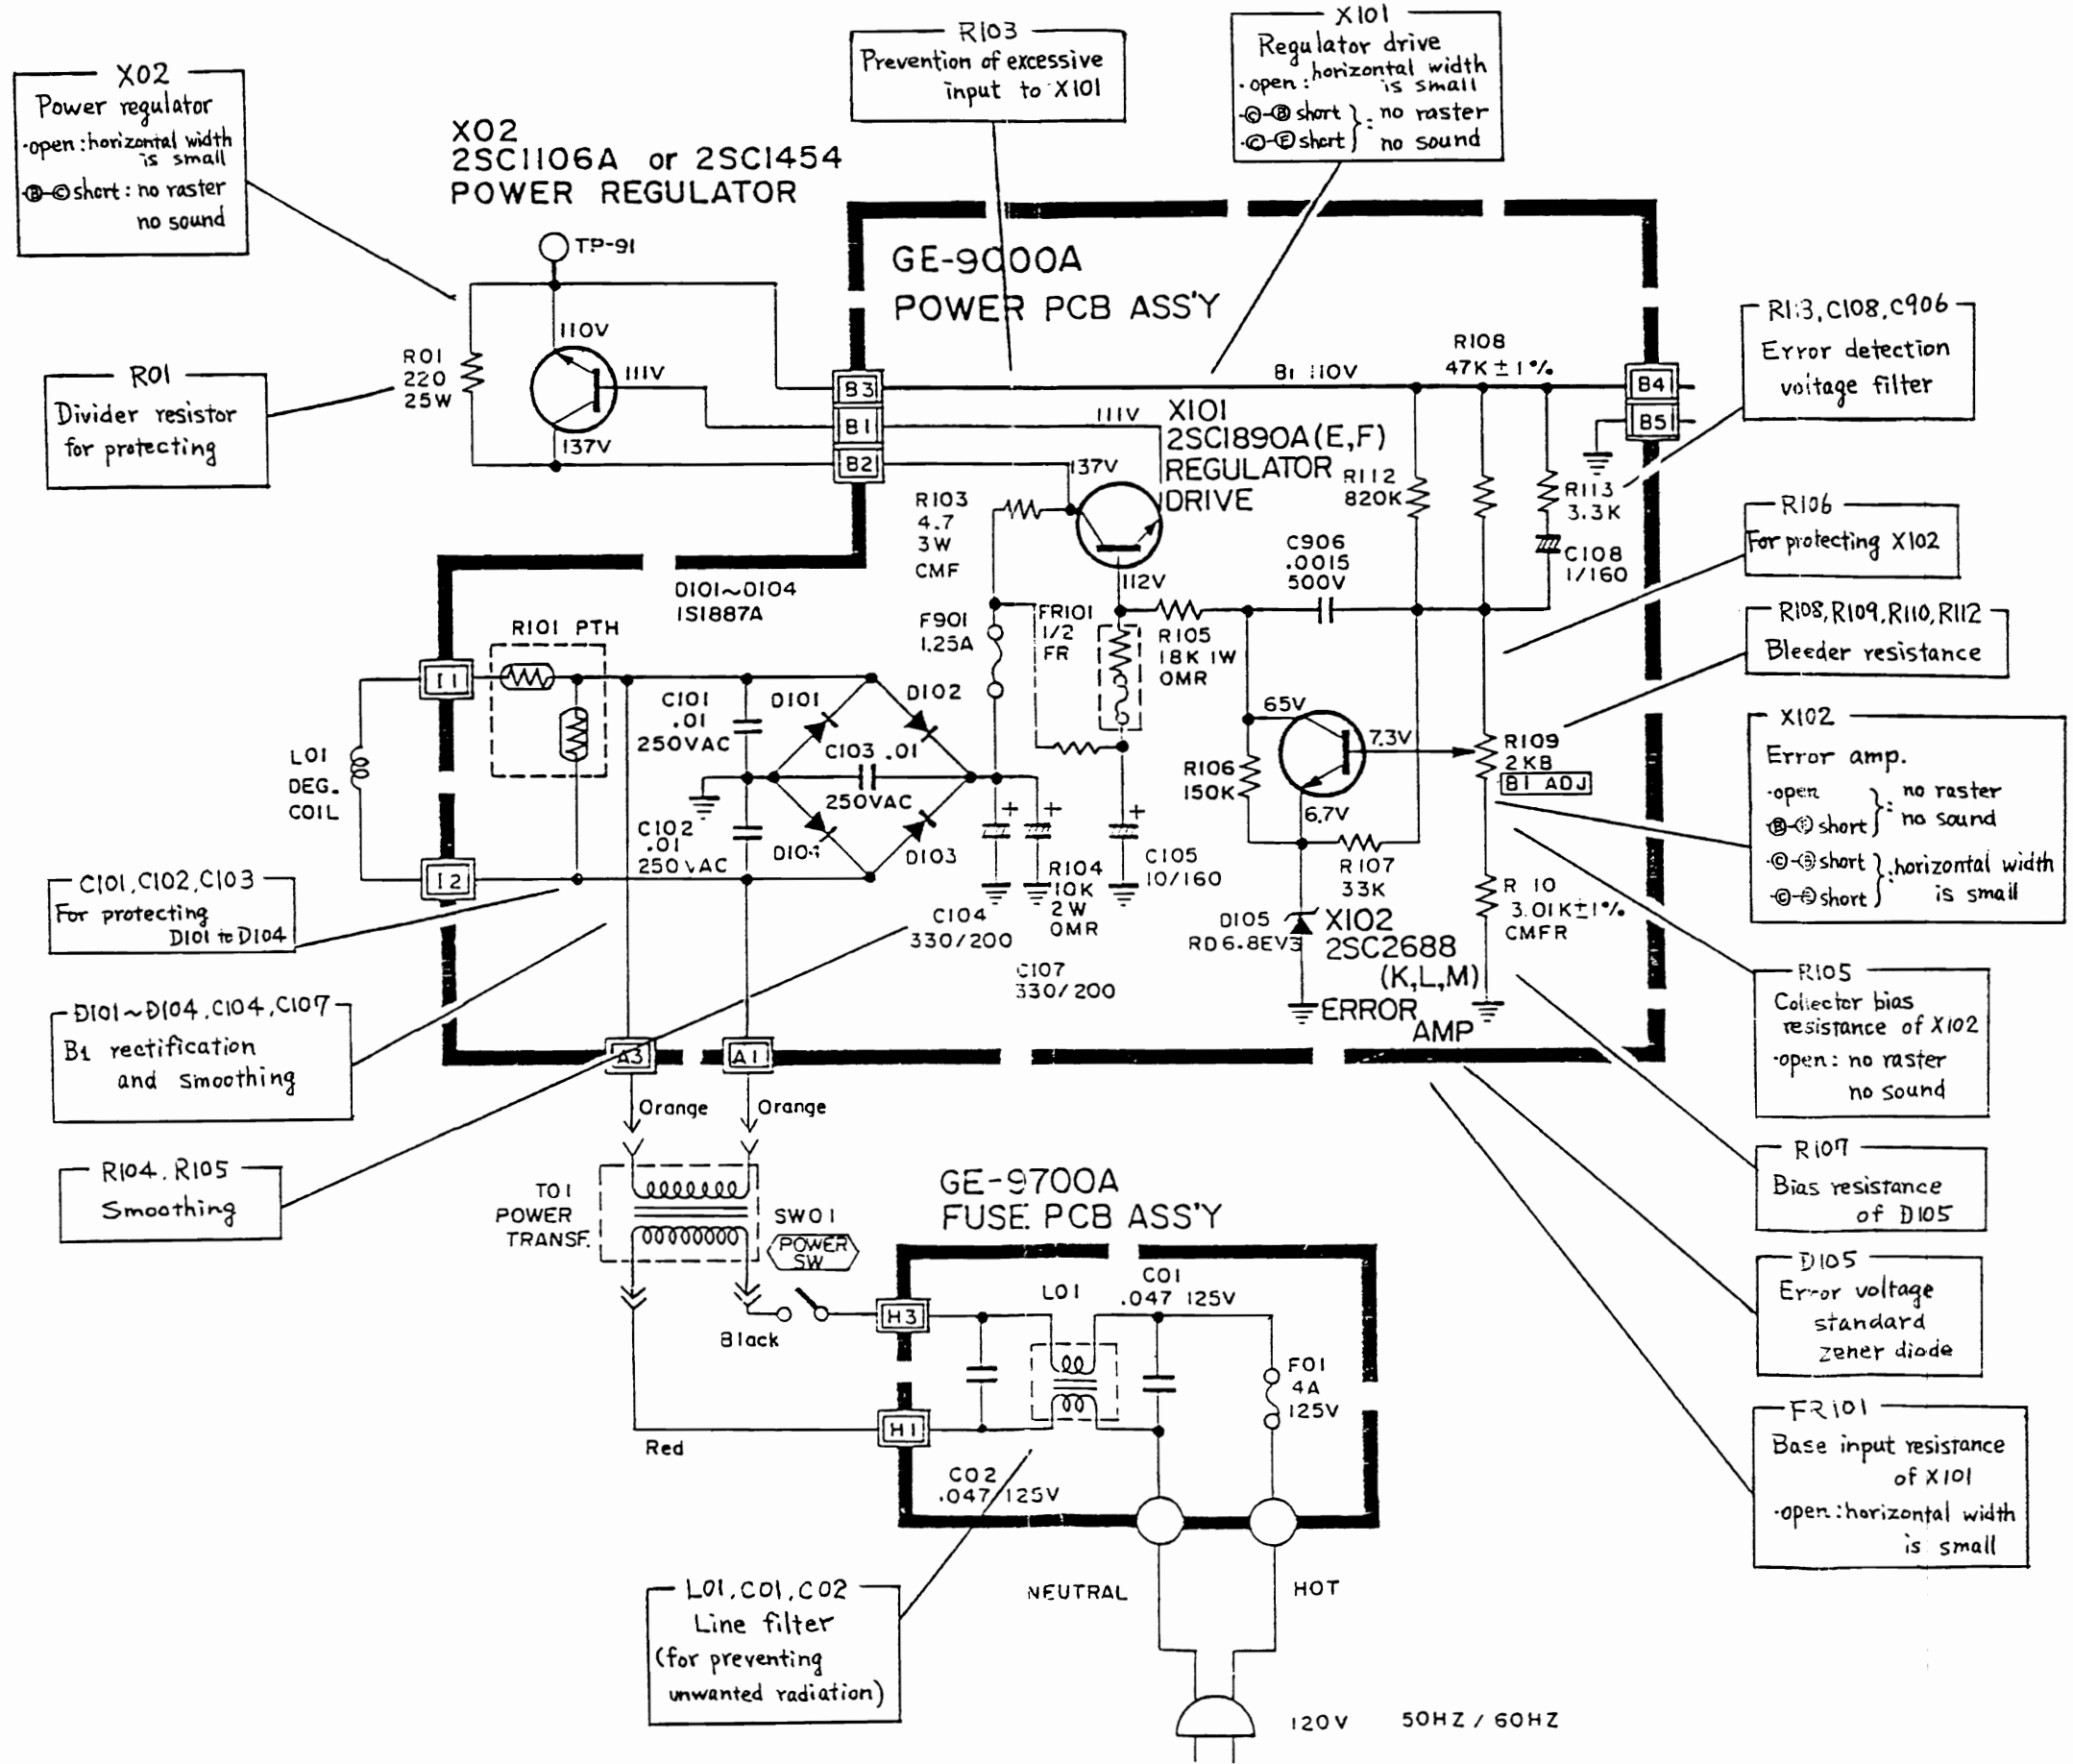 X02
Power regulator
·open : horizontal width
is small
·Ⓑ-Ⓒ short : no raster
no sound
R103
Prevention of excessive
input to X101
X101
Regulator drive
·open : horizontal width
is small
·Ⓒ-Ⓑ short } : no raster
·Ⓒ-Ⓔ short } no sound
X02
2SC1106A or 2SC1454
POWER REGULATOR
TP-91
110V
111V
137V
R01
220
25W
R01
Divider resistor
for protecting
GE-9000A
POWER PCB ASS'Y
B3
B1
B2
B4
B5
B1 110V
R108
47K ± 1%
111V
X101
2SC1890A(E,F)
REGULATOR
DRIVE
137V
112V
R112
820K
R113
3.3K
C108
1/160
R113, C108, C906
Error detection
voltage filter
R106
For protecting X102
R108, R109, R110, R112
Bleeder resistance
R103
4.7
3W
CMF
C906
.0015
500V
F901
1.25A
FR101
1/2
FR
R105
18K 1W
OMR
D101~D104
1S1887A
R101 PTH
I1
I2
L01
DEG.
COIL
C101
.01
250VAC
D101
D102
C103 .01
250VAC
C102
.01
250VAC
D104
D103
65V
7.3V
6.7V
R109
2KB
B1 ADJ
R106
150K
R107
33K
R104
10K
2W
OMR
C105
10/160
C104
330/200
C107
330/200
D105
RD6.8EV3
X102
2SC2688
(K,L,M)
ERROR
AMP
R 10
3.01K±1%
CMFR
X102
Error amp.
·open
short } : no raster
no sound
short
short } : horizontal width
is small
C101, C102, C103
For protecting
D101 to D104
D101~D104, C104, C107
B1 rectification
and smoothing
R104, R105
Smoothing
R105
Collector bias
resistance of X102
·open : no raster
no sound
R107
Bias resistance
of D105
D105
Error voltage
standard
zener diode
FR101
Base input resistance
of X101
·open : horizontal width
is small
A3
A1
Orange
Orange
T01
POWER
TRANSF.
SW01
POWER
SW
Black
Red
GE-9700A
FUSE PCB ASS'Y
H3
H1
L01
C01
.047 125V
F01
4A
125V
C02
.047/125V
L01, C01, C02
Line filter
(for preventing
unwanted radiation)
NEUTRAL
HOT
120V 50HZ / 60HZ